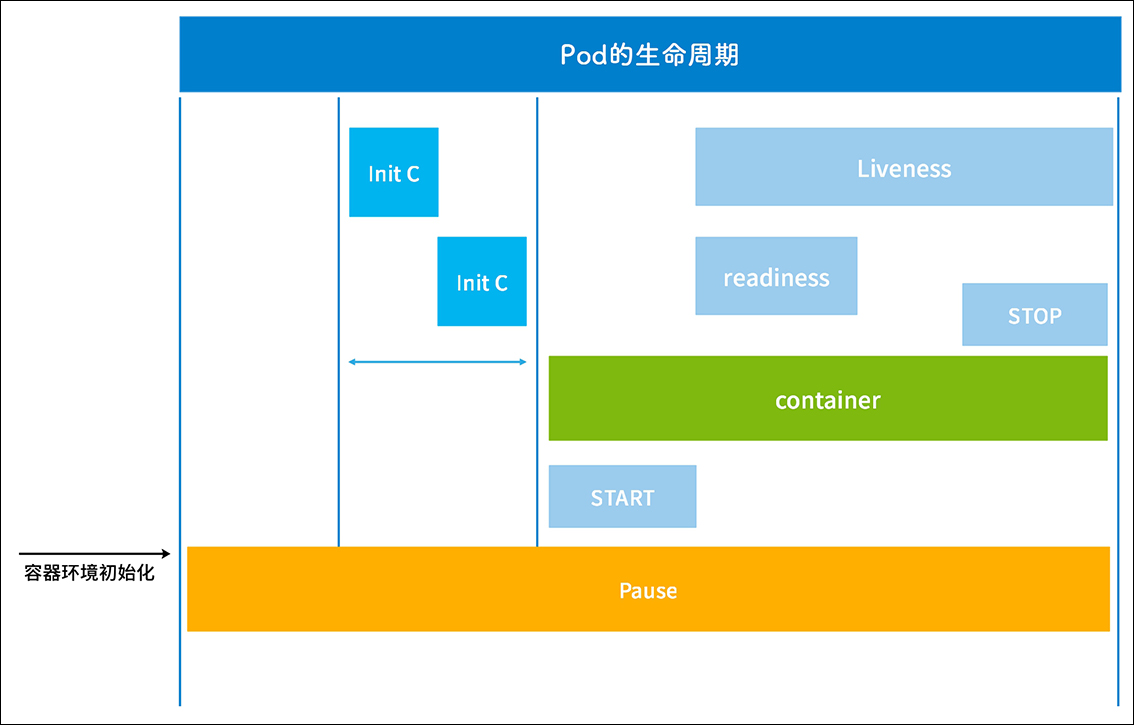 Pod的生命周期
Init C
Liveness
Init C
readiness
STOP
container
START
容器环境初始化
Pause